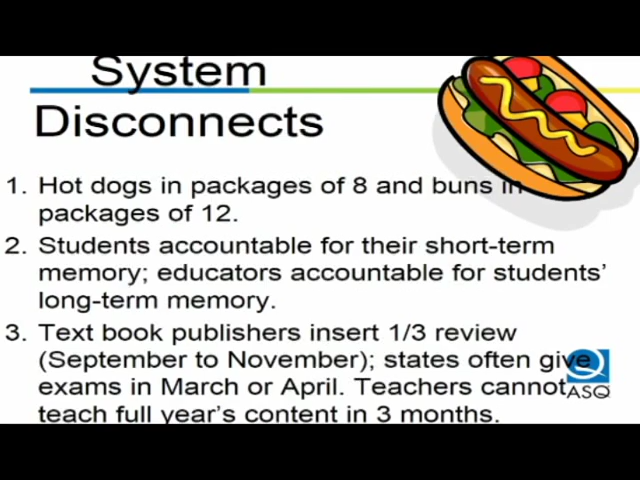 System
Disconnects
1. Hot dogs in packages of 8 and buns in
packages of 12.
2. Students accountable for their short-term
memory; educators accountable for students’
long-term memory.
3. Text book publishers insert 1/3 review
(September to November); states often give
exams in March or April. Teachers cannot
teach full year’s content in 3 months.
ASQ